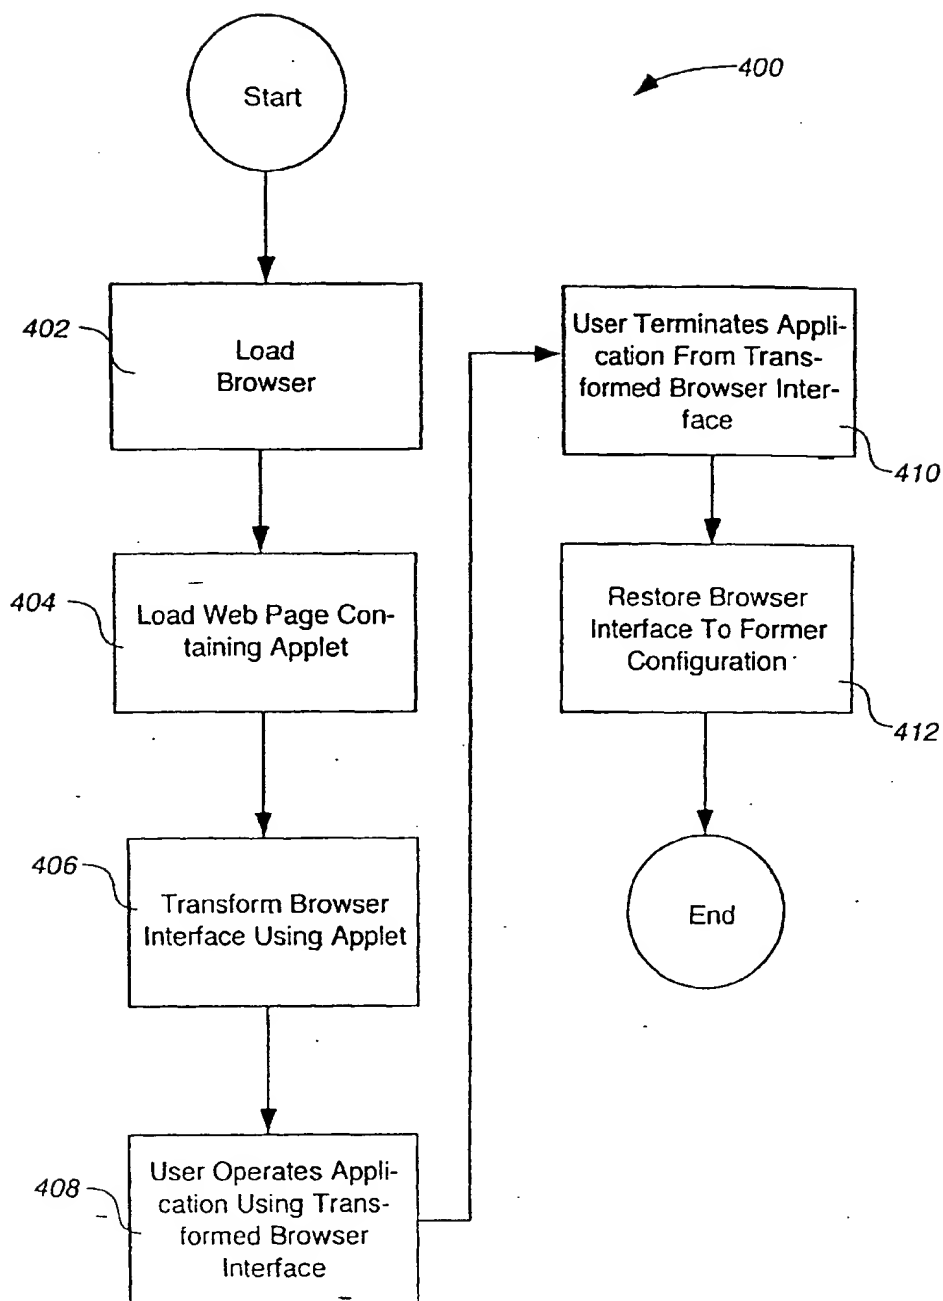 400
Start
402
Load
Browser
404
Load Web Page Con-
taining Applet
406
Transform Browser
Interface Using Applet
408
User Operates Appli-
cation Using Trans-
formed Browser
Interface
User Terminates Appli-
cation From Trans-
formed Browser Inter-
face
410
Restore Browser
Interface To Former
Configuration
412
End